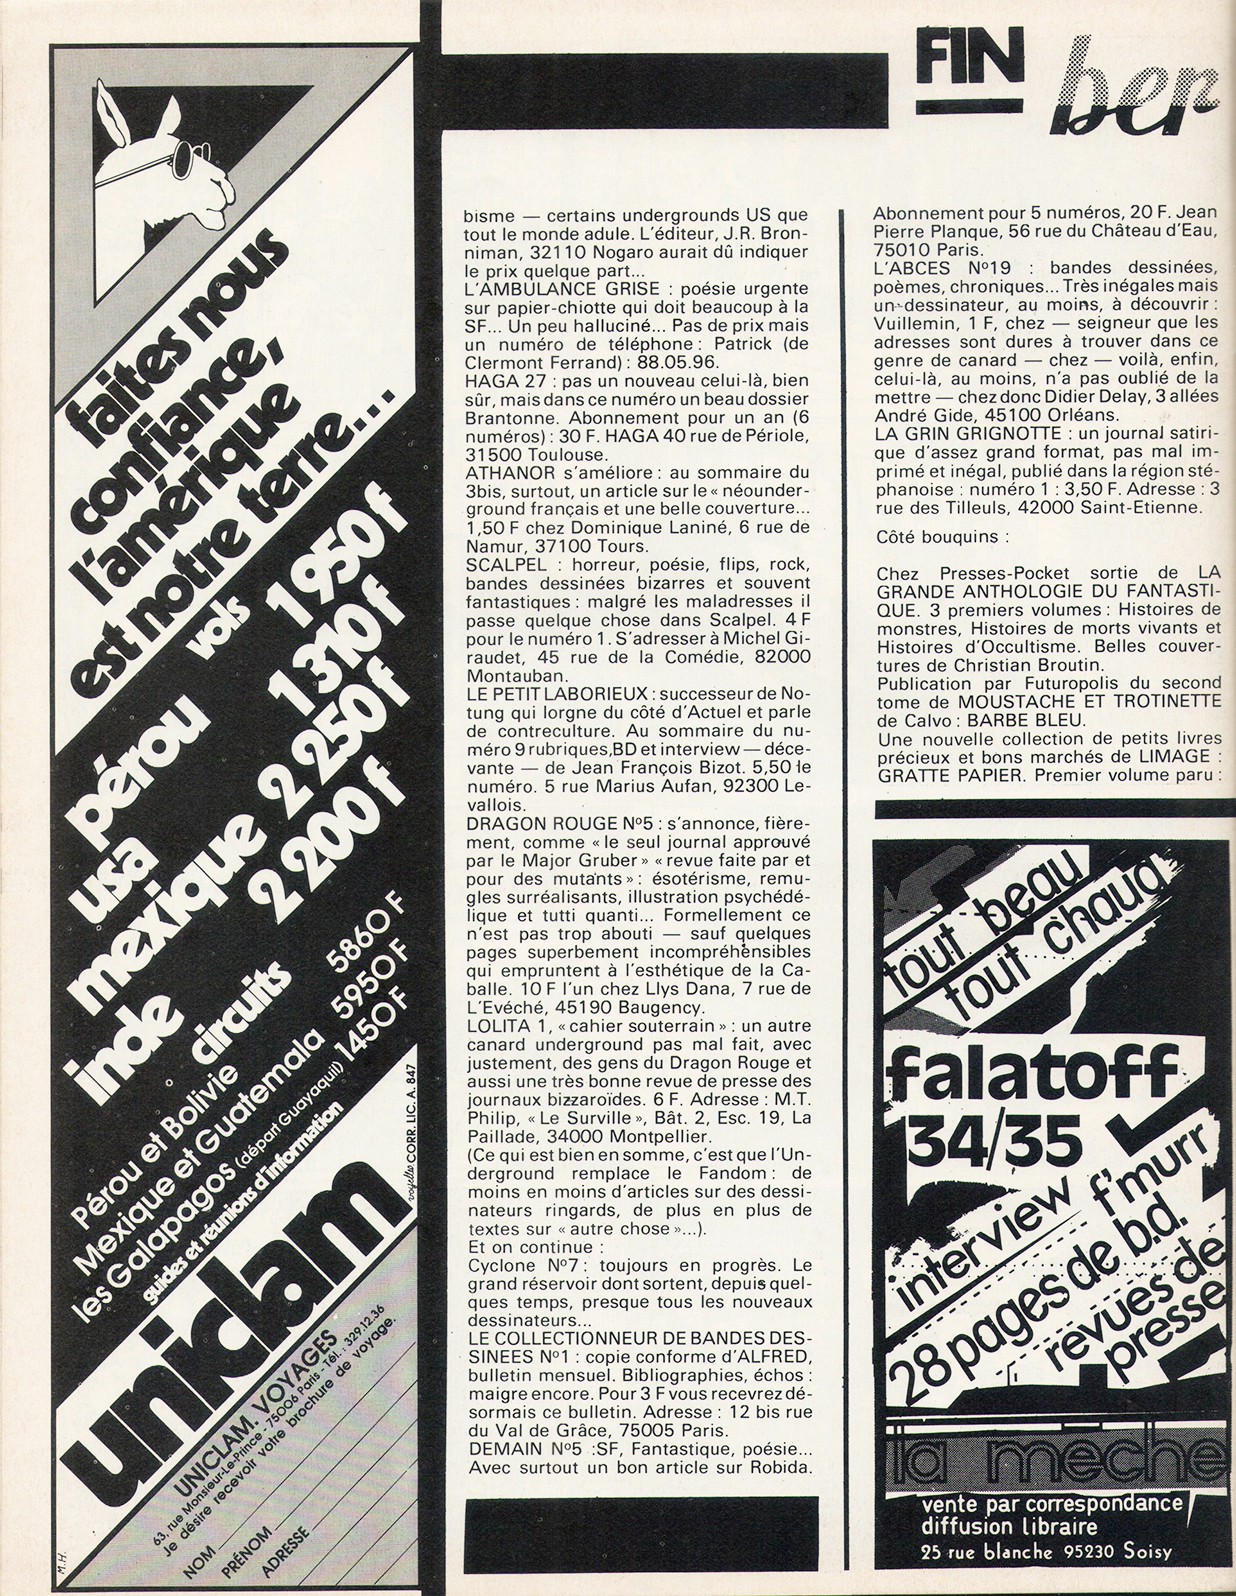 faites nous
confiance,
l'amérique
est notre terre...
vols
pérou 1950 f
usa 1310 f
mexique 2 250 f
inde 2 200 f
circuits
Pérou et Bolivie 5860 F
Mexique et Guatemala 5950 F
les Galapagos (départ Guayaquil) 1450 F
guides et réunions d'information
uniclam
voyelles CORR. LIC. A. 847
UNICLAM. VOYAGES
63, rue Monsieur-Le-Prince - 75006 Paris - Tél. : 329.12.36
Je désire recevoir votre brochure de voyage.
NOM
PRÉNOM
ADRESSE
M.H.
FIN
ber
bisme — certains undergrounds US que
tout le monde adule. L'éditeur, J.R. Bron-
niman, 32110 Nogaro aurait dû indiquer
le prix quelque part...
L'AMBULANCE GRISE : poésie urgente
sur papier-chiotte qui doit beaucoup à la
SF... Un peu halluciné... Pas de prix mais
un numéro de téléphone : Patrick (de
Clermont Ferrand) : 88.05.96.
HAGA 27 : pas un nouveau celui-là, bien
sûr, mais dans ce numéro un beau dossier
Brantonne. Abonnement pour un an (6
numéros) : 30 F. HAGA 40 rue de Périole,
31500 Toulouse.
ATHANOR s'améliore : au sommaire du
3bis, surtout, un article sur le « néounder-
ground français et une belle couverture...
1,50 F chez Dominique Laniné, 6 rue de
Namur, 37100 Tours.
SCALPEL : horreur, poésie, flips, rock,
bandes dessinées bizarres et souvent
fantastiques : malgré les maladresses il
passe quelque chose dans Scalpel. 4 F
pour le numéro 1. S'adresser à Michel Gi-
raudet, 45 rue de la Comédie, 82000
Montauban.
LE PETIT LABORIEUX : successeur de No-
tung qui lorgne du côté d'Actuel et parle
de contreculture. Au sommaire du nu-
méro 9 rubriques,BD et interview — déce-
vante — de Jean François Bizot. 5,50 le
numéro. 5 rue Marius Aufan, 92300 Le-
vallois.
DRAGON ROUGE Nº5 : s'annonce, fière-
ment, comme « le seul journal approuvé
par le Major Gruber » « revue faite par et
pour des mutants » : ésotérisme, remu-
gles surréalisants, illustration psychédé-
lique et tutti quanti... Formellement ce
n'est pas trop abouti — sauf quelques
pages superbement incompréhensibles
qui empruntent à l'esthétique de la Ca-
balle. 10 F l'un chez Llys Dana, 7 rue de
L'Evéché, 45190 Baugency.
LOLITA 1, « cahier souterrain » : un autre
canard underground pas mal fait, avec
justement, des gens du Dragon Rouge et
aussi une très bonne revue de presse des
journaux bizzaroïdes. 6 F. Adresse : M.T.
Philip, « Le Surville », Bât. 2, Esc. 19, La
Paillade, 34000 Montpellier.
(Ce qui est bien en somme, c'est que l'Un-
derground remplace le Fandom : de
moins en moins d'articles sur des dessi-
nateurs ringards, de plus en plus de
textes sur « autre chose »...).
Et on continue :
Cyclone Nº7 : toujours en progrès. Le
grand réservoir dont sortent, depuis quel-
ques temps, presque tous les nouveaux
dessinateurs...
LE COLLECTIONNEUR DE BANDES DES-
SINEES Nº1 : copie conforme d'ALFRED,
bulletin mensuel. Bibliographies, échos :
maigre encore. Pour 3 F vous recevrez dé-
sormais ce bulletin. Adresse : 12 bis rue
du Val de Grâce, 75005 Paris.
DEMAIN Nº5 :SF, Fantastique, poésie...
Avec surtout un bon article sur Robida.
Abonnement pour 5 numéros, 20 F. Jean
Pierre Planque, 56 rue du Château d'Eau,
75010 Paris.
L'ABCES Nº19 : bandes dessinées,
poèmes, chroniques... Très inégales mais
un dessinateur, au moins, à découvrir :
Vuillemin, 1 F, chez — seigneur que les
adresses sont dures à trouver dans ce
genre de canard — chez — voilà, enfin,
celui-là, au moins, n'a pas oublié de la
mettre — chez donc Didier Delay, 3 allées
André Gide, 45100 Orléans.
LA GRIN GRIGNOTTE : un journal satiri-
que d'assez grand format, pas mal im-
primé et inégal, publié dans la région sté-
phanoise : numéro 1 : 3,50 F. Adresse : 3
rue des Tilleuls, 42000 Saint-Etienne.
Côté bouquins :
Chez Presses-Pocket sortie de LA
GRANDE ANTHOLOGIE DU FANTASTI-
QUE. 3 premiers volumes : Histoires de
monstres, Histoires de morts vivants et
Histoires d'Occultisme. Belles couver-
tures de Christian Broutin.
Publication par Futuropolis du second
tome de MOUSTACHE ET TROTINETTE
de Calvo : BARBE BLEU.
Une nouvelle collection de petits livres
précieux et bons marchés de LIMAGE :
GRATTE PAPIER. Premier volume paru :
tout beau
tout chaud
falatoff
34/35
interview f'murr
28 pages de b.d.
revues de
presse
la meche
vente par correspondance
diffusion libraire
25 rue blanche 95230 Soisy